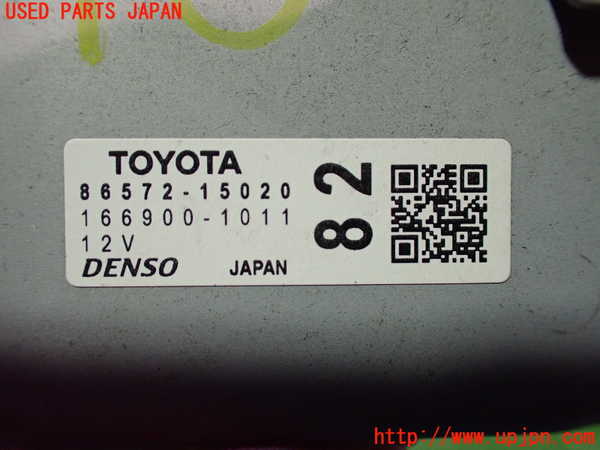 USED PARTS JAPAN
TOYOTA
86572-15020
166900-1011
12V
DENSO JAPAN
82
http://www.upjpn.com